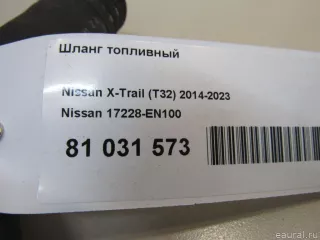 Шланг топливный
Nissan X-Trail (T32) 2014-2023
Nissan 17228-EN100
81 031 573
eaural.ru